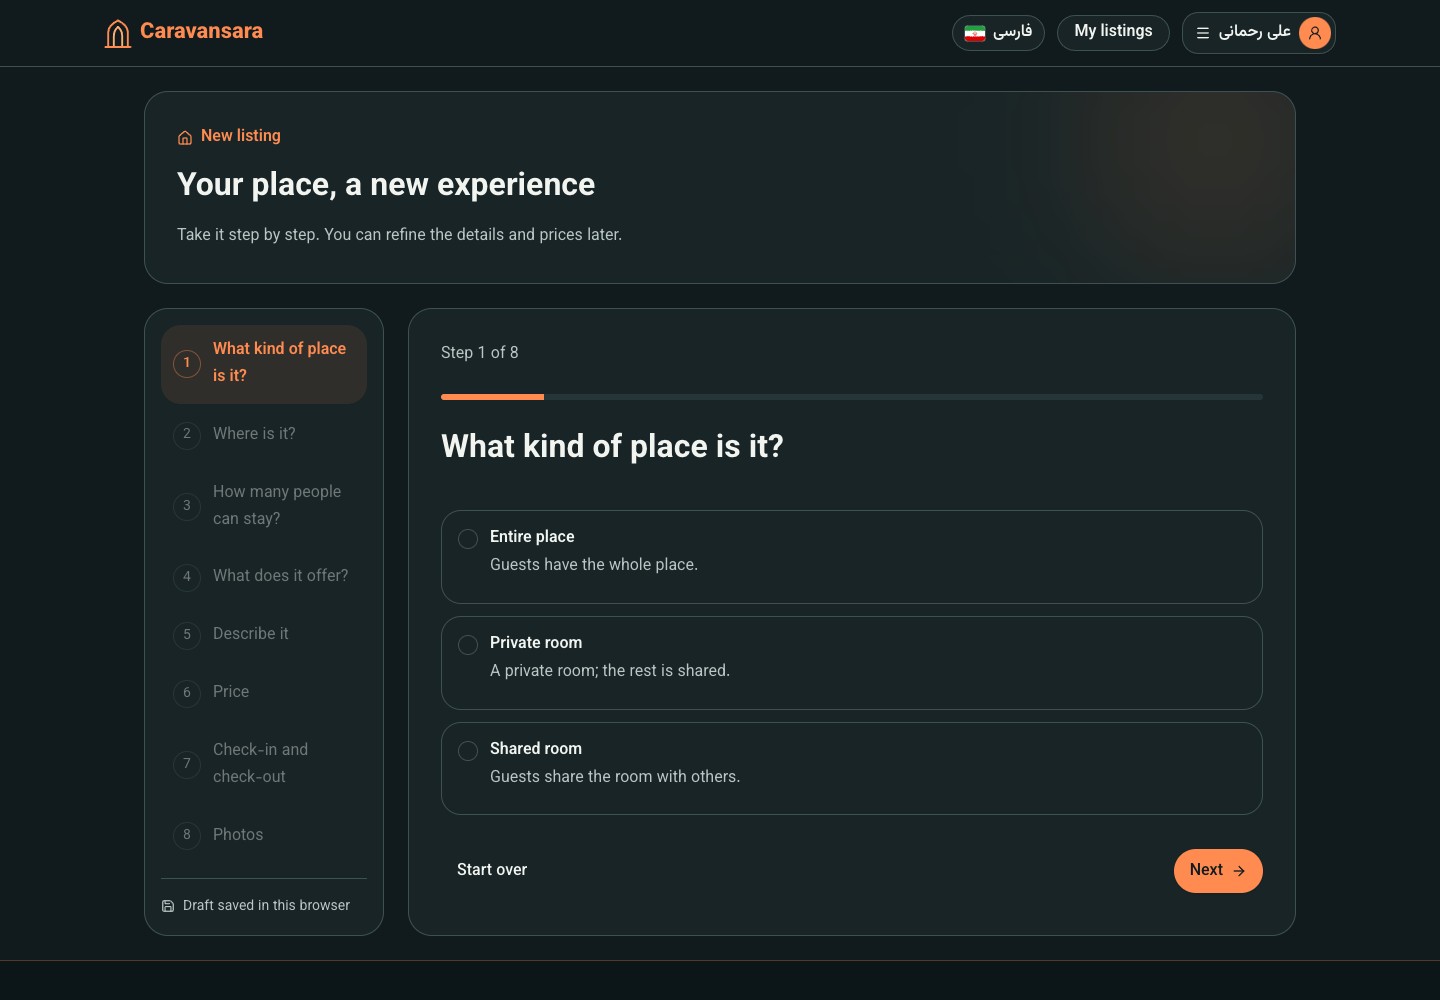 Caravansara
فارسی
My listings
علی رحمانی
New listing
Your place, a new experience
Take it step by step. You can refine the details and prices later.
1
What kind of place
is it?
2
Where is it?
3
How many people
can stay?
4
What does it offer?
5
Describe it
6
Price
7
Check-in and
check-out
8
Photos
Draft saved in this browser
Step 1 of 8
What kind of place is it?
Entire place
Guests have the whole place.
Private room
A private room; the rest is shared.
Shared room
Guests share the room with others.
Start over
Next